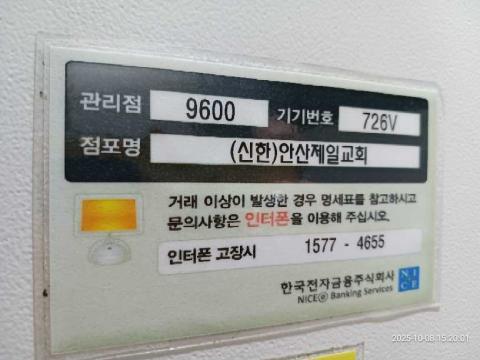 관리점 9600 기기번호 726V
점포명 (신한)안산제일교회
거래 이상이 발생한 경우 명세표를 참고하시고
문의사항은 인터폰을 이용해 주십시오.
인터폰 고장시 1577 - 4655
한국전자금융주식회사 NICE
NICE@ Banking Services
2025-10-08 15:20:01